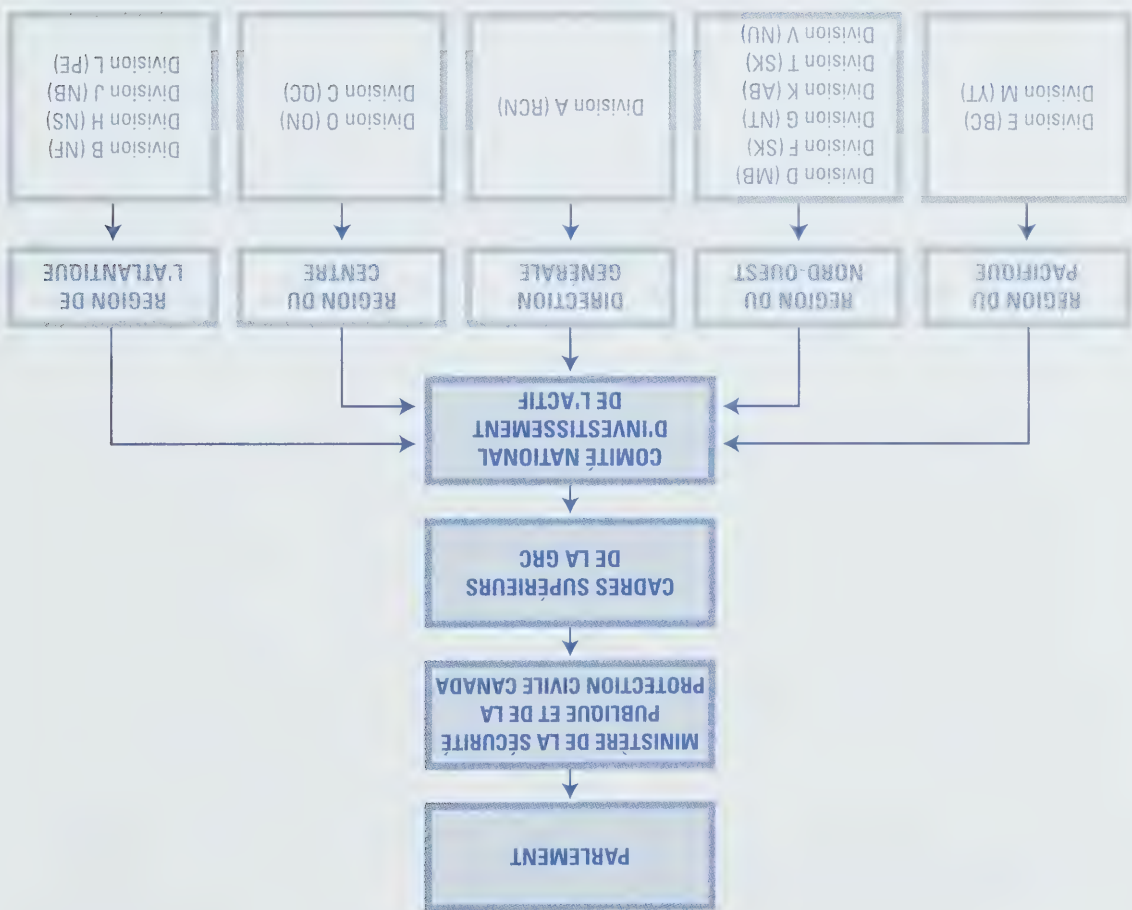 PARLEMENT
MINISTÈRE DE LA SÉCURITÉ
PUBLIQUE ET DE LA
PROTECTION CIVILE CANADA
CADRES SUPÉRIEURS
DE LA GRC
COMITÉ NATIONAL
D'INVESTISSEMENT
DE L'ACTIF
RÉGION DU
PACIFIQUE
RÉGION DU
NORD-OUEST
DIRECTION
GÉNÉRALE
RÉGION DU
CENTRE
RÉGION DE
L'ATLANTIQUE
Division E (BC)
Division M (YT)
Division D (MB)
Division F (SK)
Division G (NT)
Division K (AB)
Division T (SK)
Division V (NU)
Division A (RCN)
Division O (ON)
Division C (QC)
Division B (NF)
Division H (NS)
Division J (NB)
Division L (PE)